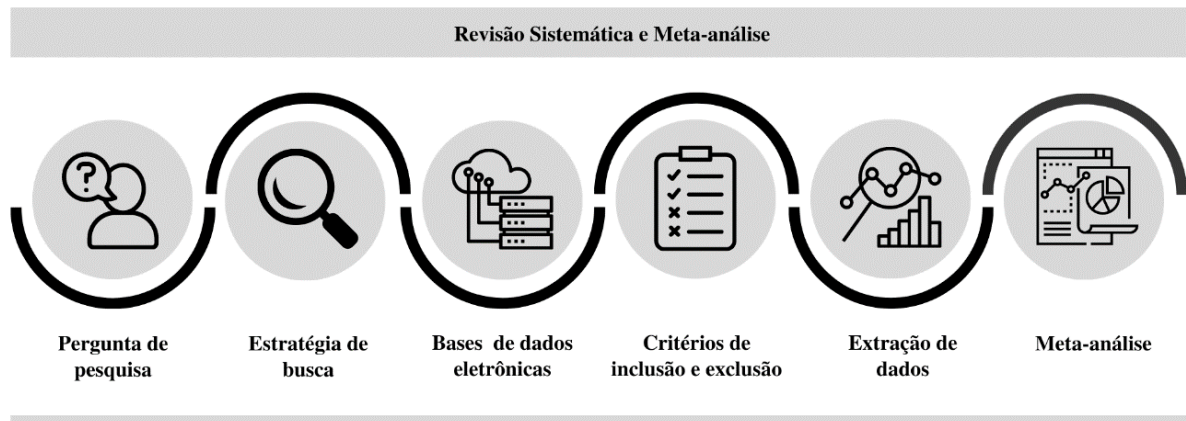 Revisão Sistemática e Meta-análise
?
Pergunta de
pesquisa
Estratégia de
busca
Bases de dados
eletrônicas
Critérios de
inclusão e exclusão
Extração de
dados
Meta-análise